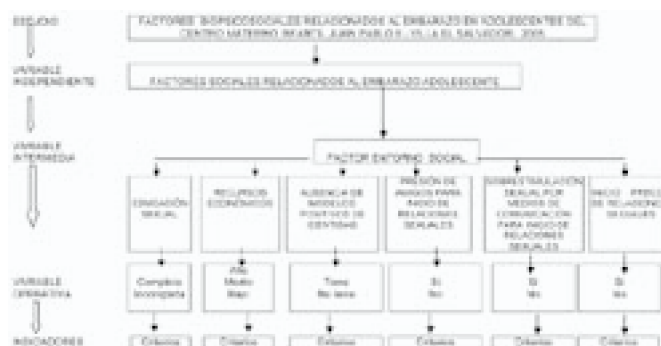 ESTUDIO
FACTORES BIOPSICOSOCIALES RELACIONADOS AL EMBARAZO EN ADOLESCENTES DEL
CENTRO MATERNO INFANTIL JUAN PABLO II - VILLA EL SALVADOR, 2005
VARIABLE
INDEPENDIENTE
FACTORES SOCIALES RELACIONADOS AL EMBARAZO ADOLESCENTE
VARIABLE
INTERMEDIA
FACTOR ENTORNO SOCIAL
EDUCACIÓN
SEXUAL
RECURSOS
ECONÓMICOS
AUSENCIA DE
MODELOS
POSITIVOS DE
IDENTIDAD
PRESIÓN DE
AMIGOS PARA
INICIO DE
RELACIONES
SEXUALES
SOBRESTIMULACIÓN
SEXUAL POR
MEDIOS DE
COMUNICACIÓN
PARA INICIO DE
RELACIONES
SEXUALES
INICIO
DE RELACIONES
SEXUALES
VARIABLE
OPERATIVA
Completa
Incompleta
Alto
Medio
Bajo
Tiene
No tiene
Si
No
Si
No
Si
No
INDICADORES
Criterios
Criterios
Criterios
Criterios
Criterios
Criterios